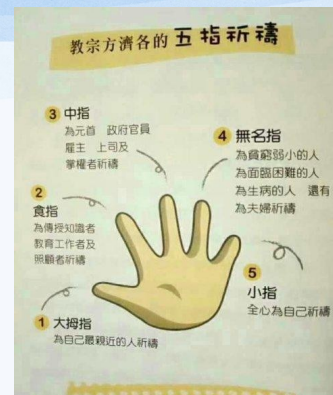 教宗方濟各的五指祈禱
3 中指
為元首 政府官員
雇主 上司及
掌權者祈禱
4 無名指
為貧窮弱小的人
為面臨困難的人
為生病的人 還有
為夫婦祈禱
2
食指
為傳授知識者
教育工作者及
照顧者祈禱
5
小指
全心為自己祈禱
1 大拇指
為自己最親近的人祈禱